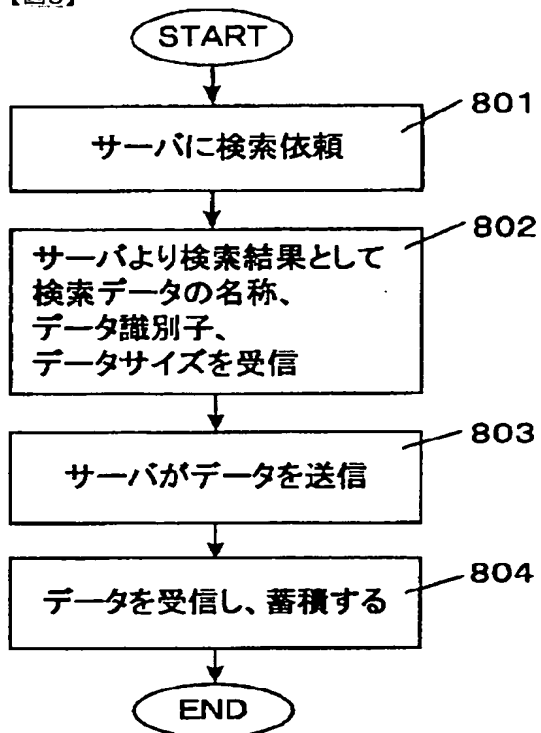 START
801
サーバに検索依頼
802
サーバより検索結果として
検索データの名称、
データ識別子、
データサイズを受信
803
サーバがデータを送信
804
データを受信し、蓄積する
END